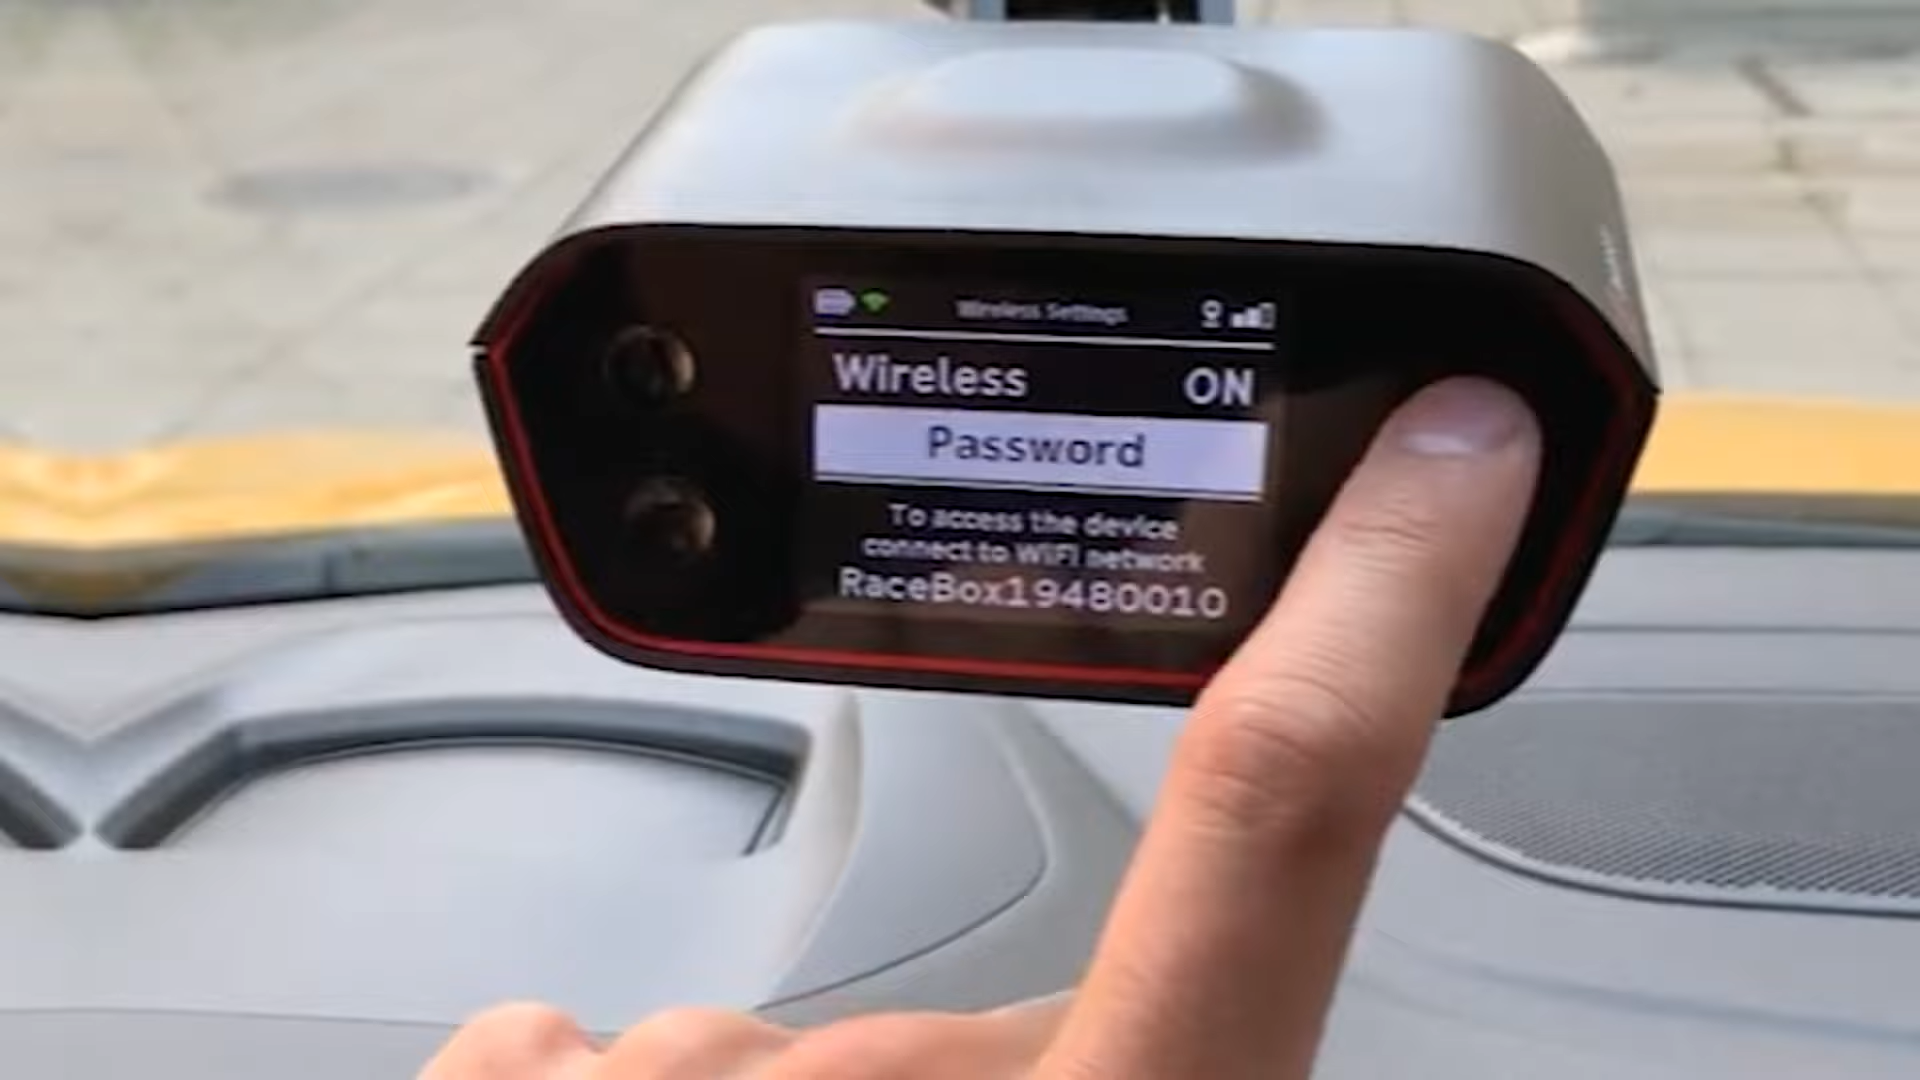 Wireless Settings
Wireless ON
Password
To access the device
connect to WiFi network
RaceBox19480010